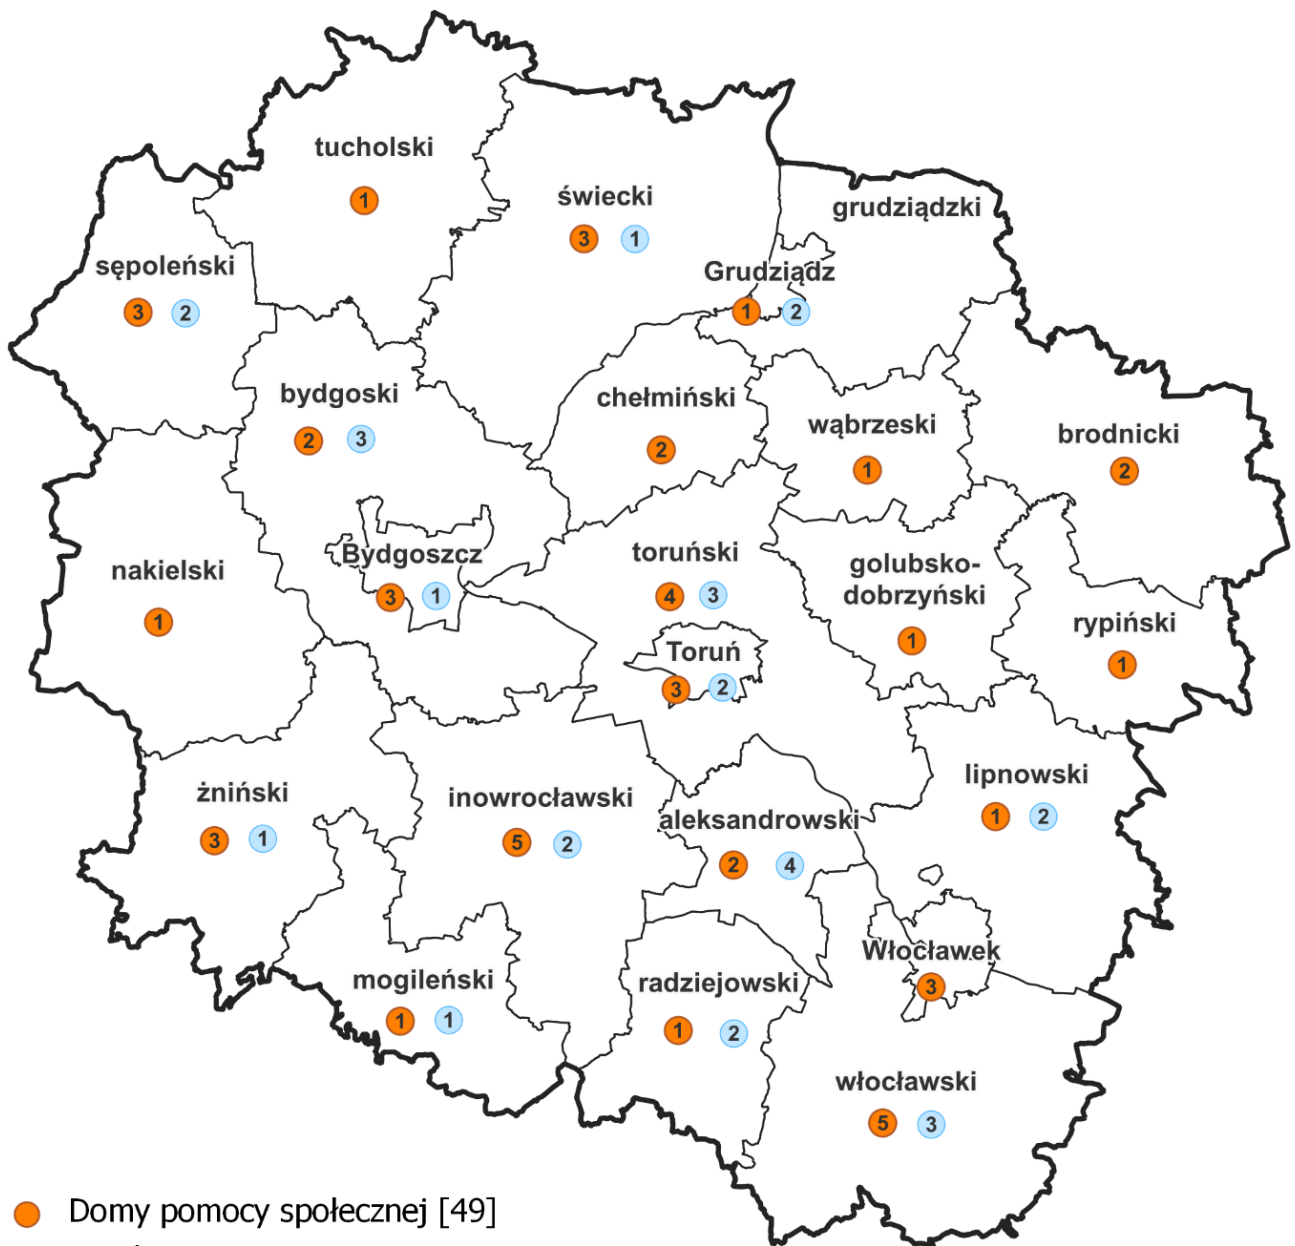 tucholski
1
świecki
3 1
grudziądzki
sępoleński
3 2
Grudziądz
1 2
bydgoski
2 3
chełmiński
2
wąbrzeski
1
brodnicki
2
nakielski
1
Bydgoszcz
3 1
toruński
4 3
golubsko-
dobrzyński
1
rypiński
1
Toruń
3 2
żniński
3 1
inowrocławski
5 2
aleksandrowski
2 4
lipnowski
1 2
mogileński
1 1
radziejowski
1 2
Włocławek
3
włocławski
5 3
Domy pomocy społecznej [49]